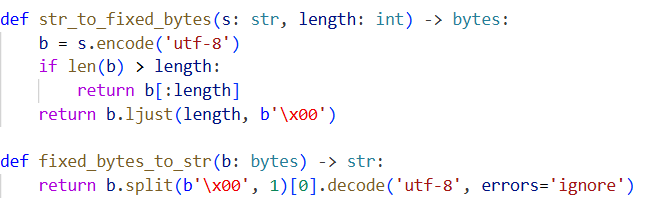 def str_to_fixed_bytes(s: str, length: int) -> bytes:
    b = s.encode('utf-8')
    if len(b) > length:
        return b[:length]
    return b.ljust(length, b'\x00')

def fixed_bytes_to_str(b: bytes) -> str:
    return b.split(b'\x00', 1)[0].decode('utf-8', errors='ignore')